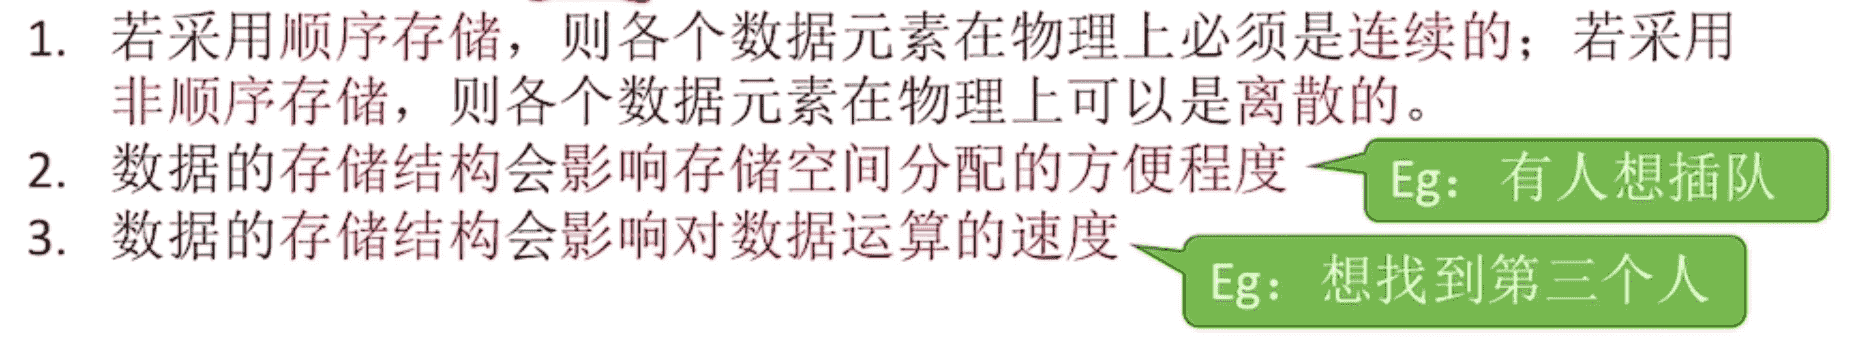 1. 若采用顺序存储，则各个数据元素在物理上必须是连续的；若采用
非顺序存储，则各个数据元素在物理上可以是离散的。
2. 数据的存储结构会影响存储空间分配的方便程度
Eg：有人想插队
3. 数据的存储结构会影响对数据运算的速度
Eg：想找到第三个人